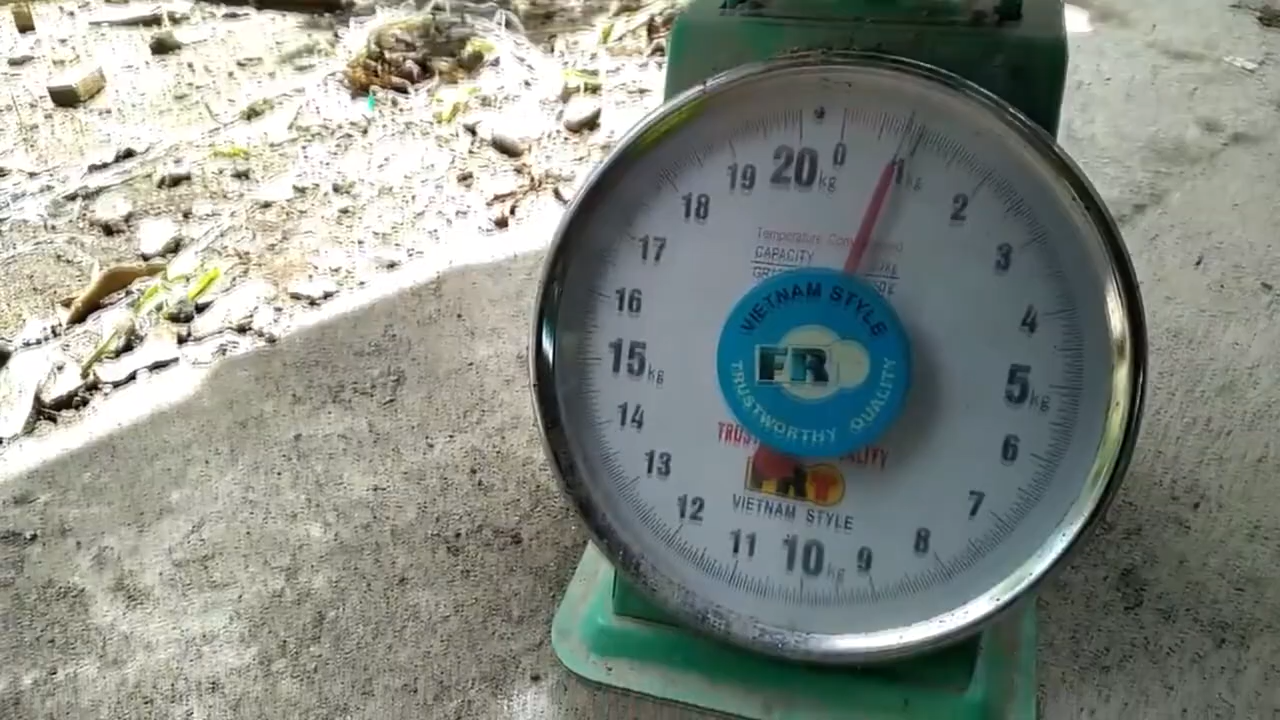 0
1kg
2
3
4
5kg
6
7
8
9
10kg
11
12
13
14
15kg
16
17
18
19
20kg
Temperature
CAPACITY
VIETNAM STYLE
FR
TRUSTWORTHY QUALITY
VIETNAM STYLE